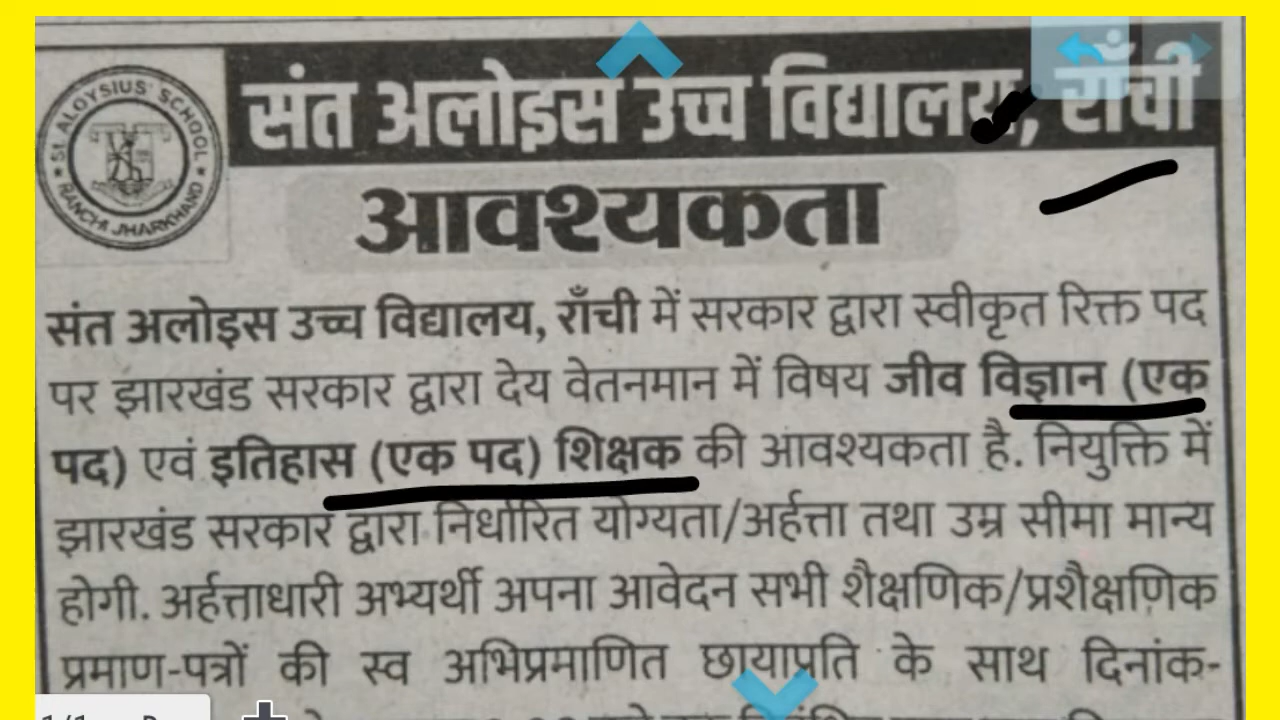 ST. ALOYSIUS' SCHOOL
RANCHI JHARKHAND
संत अलोइस उच्च विद्यालय, राँची
आवश्यकता
संत अलोइस उच्च विद्यालय, राँची में सरकार द्वारा स्वीकृत रिक्त पद
पर झारखंड सरकार द्वारा देय वेतनमान में विषय जीव विज्ञान (एक
पद) एवं इतिहास (एक पद) शिक्षक की आवश्यकता है. नियुक्ति में
झारखंड सरकार द्वारा निर्धारित योग्यता/अर्हत्ता तथा उम्र सीमा मान्य
होगी. अर्हत्ताधारी अभ्यर्थी अपना आवेदन सभी शैक्षणिक/प्रशैक्षणिक
प्रमाण-पत्रों की स्व अभिप्रमाणित छायाप्रति के साथ दिनांक-